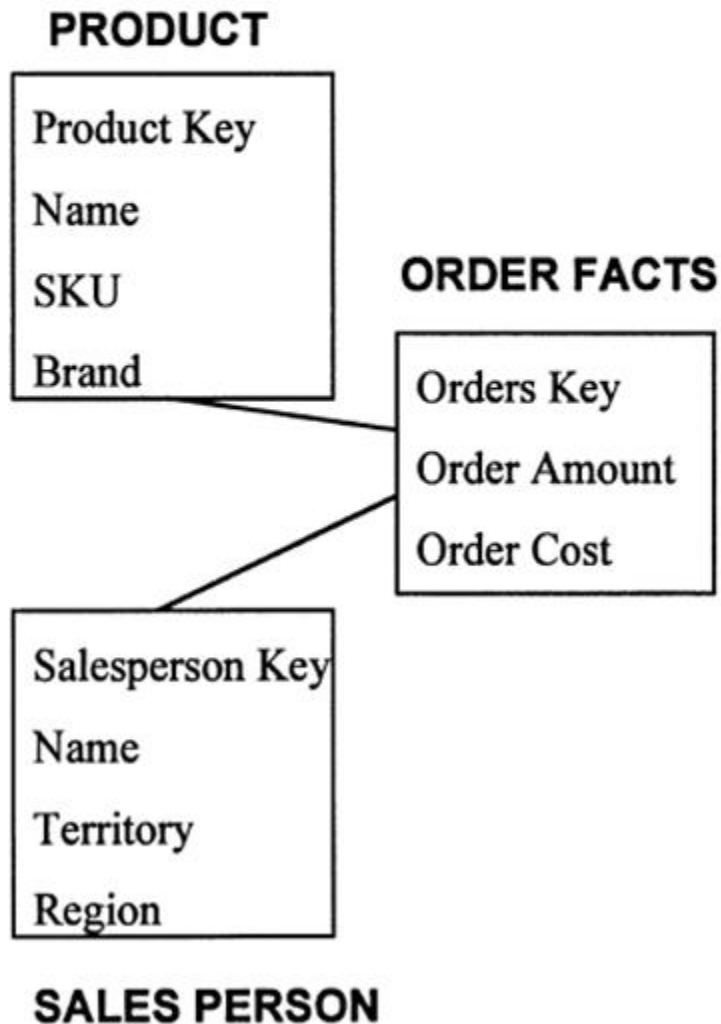 PRODUCT
Product Key
Name
SKU
Brand
ORDER FACTS
Orders Key
Order Amount
Order Cost
Salesperson Key
Name
Territory
Region
SALES PERSON